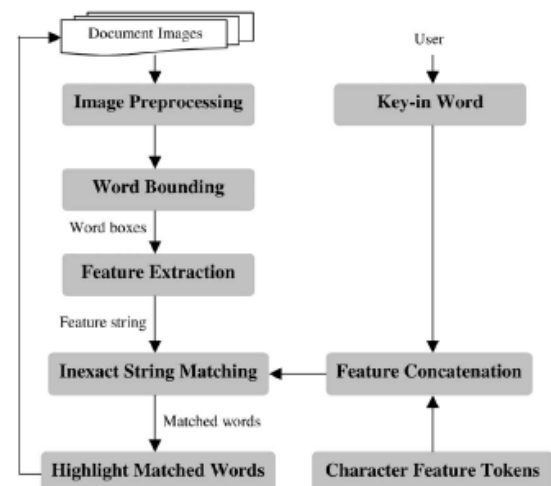 Document Images
User
Image Preprocessing
Key-in Word
Word Bounding
Word boxes
Feature Extraction
Feature string
Inexact String Matching
Feature Concatenation
Matched words
Highlight Matched Words
Character Feature Tokens